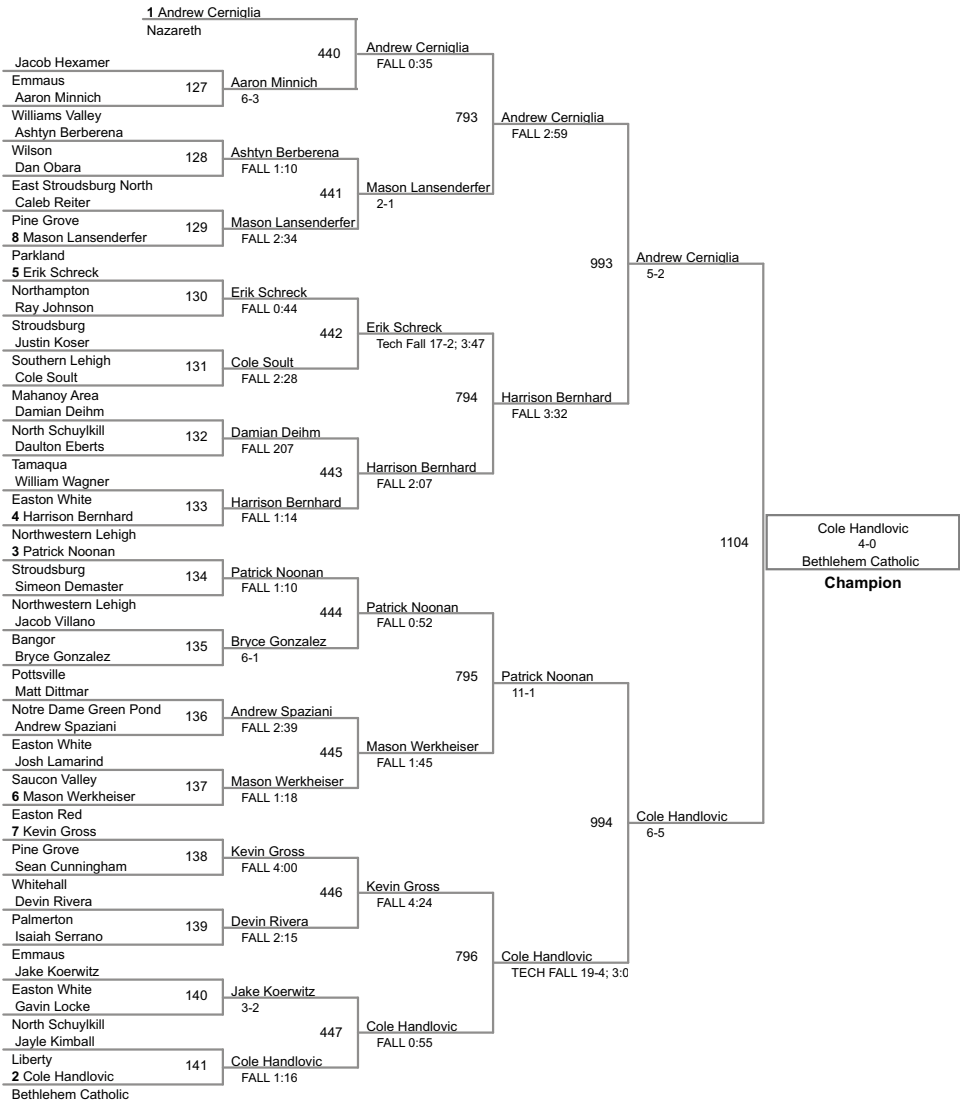 1 Andrew Cerniglia
Nazareth
440
Andrew Cerniglia
FALL 0:35
Jacob Hexamer
Emmaus
127
Aaron Minnich
Aaron Minnich
6-3
Williams Valley
793
Andrew Cerniglia
FALL 2:59
Ashtyn Berberena
Wilson
128
Ashtyn Berberena
FALL 1:10
Dan Obara
East Stroudsburg North
441
Mason Lansenderfer
2-1
Caleb Reiter
Pine Grove
129
Mason Lansenderfer
FALL 2:34
8 Mason Lansenderfer
Parkland
993
Andrew Cerniglia
5-2
5 Erik Schreck
Northampton
130
Erik Schreck
FALL 0:44
Ray Johnson
Stroudsburg
442
Erik Schreck
Tech Fall 17-2; 3:47
Justin Koser
Southern Lehigh
131
Cole Soult
FALL 2:28
Cole Soult
Mahanoy Area
794
Harrison Bernhard
FALL 3:32
Damian Deihm
North Schuylkill
132
Damian Deihm
FALL 207
Daulton Eberts
Tamaqua
443
Harrison Bernhard
FALL 2:07
William Wagner
Easton White
133
Harrison Bernhard
FALL 1:14
4 Harrison Bernhard
Northwestern Lehigh
1104
Cole Handlovic
4-0
Bethlehem Catholic
Champion
3 Patrick Noonan
Stroudsburg
134
Patrick Noonan
FALL 1:10
Simeon Demaster
Northwestern Lehigh
444
Patrick Noonan
FALL 0:52
Jacob Villano
Bangor
135
Bryce Gonzalez
6-1
Bryce Gonzalez
Pottsville
795
Patrick Noonan
11-1
Matt Dittmar
Notre Dame Green Pond
136
Andrew Spaziani
FALL 2:39
Andrew Spaziani
Easton White
445
Mason Werkheiser
FALL 1:45
Josh Lamarind
Saucon Valley
137
Mason Werkheiser
FALL 1:18
6 Mason Werkheiser
Easton Red
994
Cole Handlovic
6-5
7 Kevin Gross
Pine Grove
138
Kevin Gross
FALL 4:00
Sean Cunningham
Whitehall
446
Kevin Gross
FALL 4:24
Devin Rivera
Palmerton
139
Devin Rivera
FALL 2:15
Isaiah Serrano
Emmaus
796
Cole Handlovic
TECH FALL 19-4; 3:0
Jake Koerwitz
Easton White
140
Jake Koerwitz
3-2
Gavin Locke
North Schuylkill
447
Cole Handlovic
FALL 0:55
Jayle Kimball
Liberty
141
Cole Handlovic
FALL 1:16
2 Cole Handlovic
Bethlehem Catholic